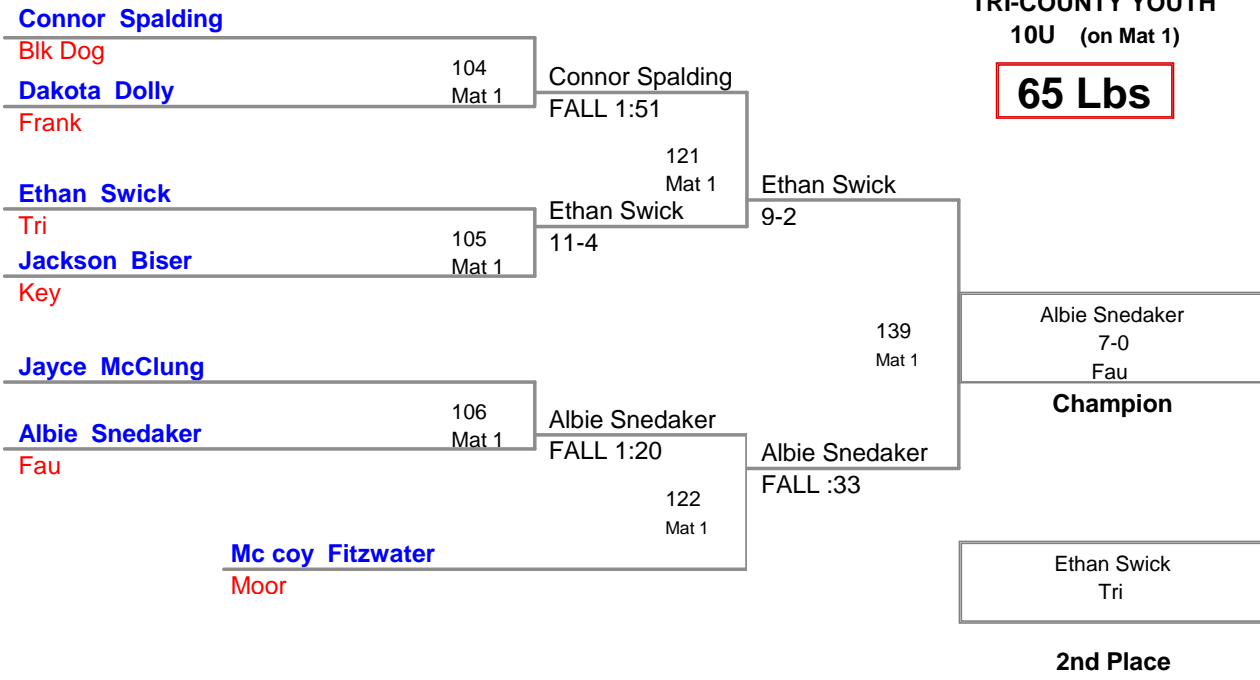 TRI-COUNTY YOUTH
10U (on Mat 1)
65 Lbs
Connor Spalding
Blk Dog
Dakota Dolly
Frank
104
Mat 1
Connor Spalding
FALL 1:51
Ethan Swick
Tri
Jackson Biser
Key
105
Mat 1
Ethan Swick
11-4
121
Mat 1
Ethan Swick
9-2
Jayce McClung
Albie Snedaker
Fau
106
Mat 1
Albie Snedaker
FALL 1:20
Mc coy Fitzwater
Moor
122
Mat 1
Albie Snedaker
FALL :33
139
Mat 1
Albie Snedaker
7-0
Fau
Champion
Ethan Swick
Tri
2nd Place